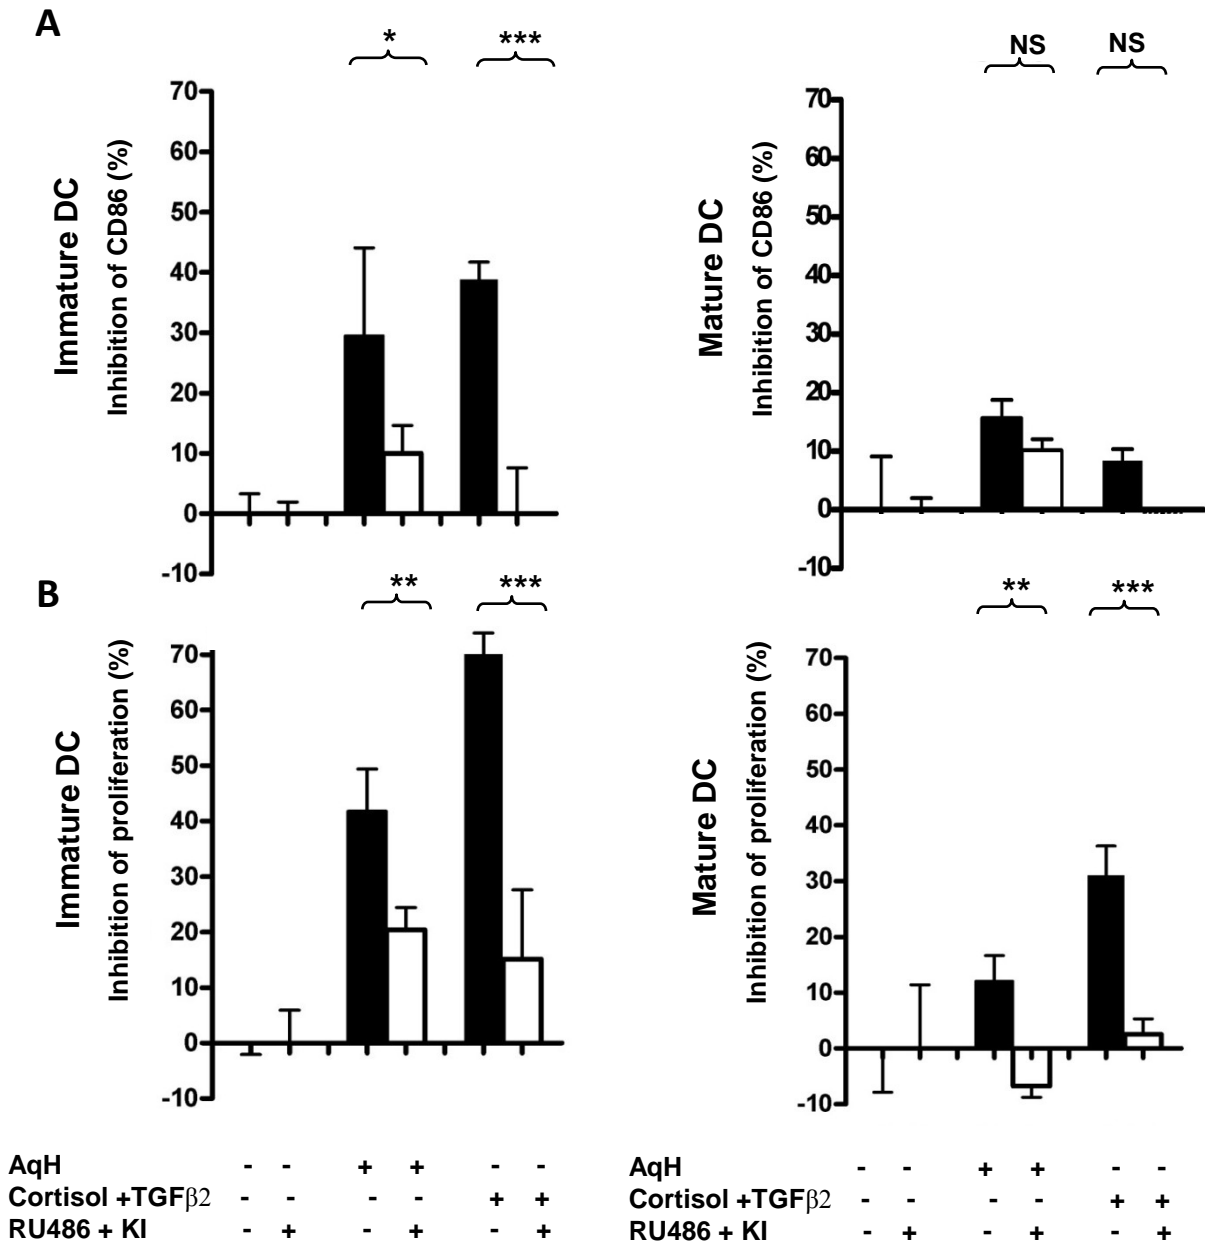 A
* *** NS NS
Immature DC
Inhibition of CD86 (%)
70
60
50
40
30
20
10
0
-10
Mature DC
Inhibition of CD86 (%)
70
60
50
40
30
20
10
0
-10
B
** *** ** ***
Immature DC
Inhibition of proliferation (%)
70
60
50
40
30
20
10
0
-10
Mature DC
Inhibition of proliferation (%)
70
60
50
40
30
20
10
0
-10
AqH - - + + - -
Cortisol +TGFβ2 - - - - + +
RU486 + KI - + - + - +
AqH - - + + - -
Cortisol +TGFβ2 - - - - + +
RU486 + KI - + - + - +